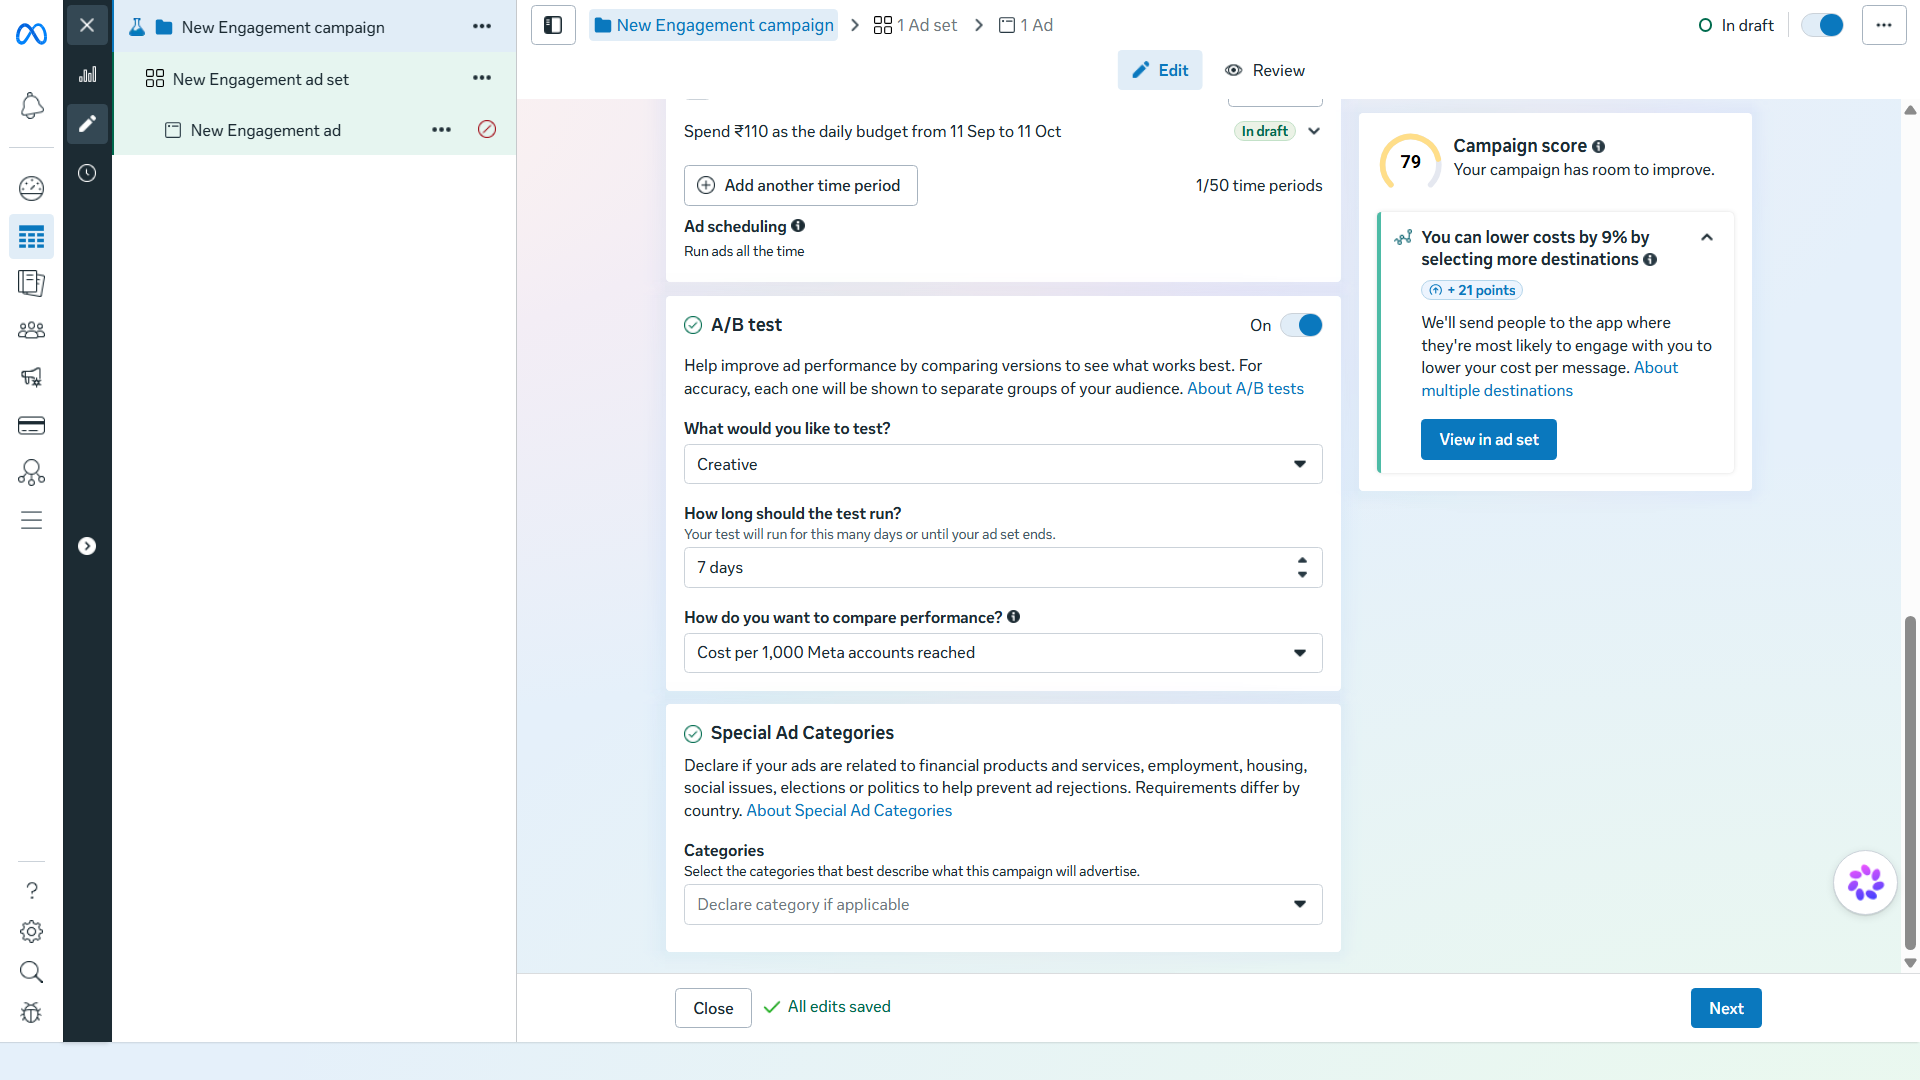 New Engagement campaign
New Engagement ad set
New Engagement ad
New Engagement campaign
1 Ad set
1 Ad
In draft
Edit
Review
Spend ₹110 as the daily budget from 11 Sep to 11 Oct
In draft
Add another time period
1/50 time periods
Ad scheduling
Run ads all the time
A/B test
On
Help improve ad performance by comparing versions to see what works best. For
accuracy, each one will be shown to separate groups of your audience. About A/B tests
What would you like to test?
Creative
How long should the test run?
Your test will run for this many days or until your ad set ends.
7 days
How do you want to compare performance?
Cost per 1,000 Meta accounts reached
Special Ad Categories
Declare if your ads are related to financial products and services, employment, housing,
social issues, elections or politics to help prevent ad rejections. Requirements differ by
country. About Special Ad Categories
Categories
Select the categories that best describe what this campaign will advertise.
Declare category if applicable
79
Campaign score
Your campaign has room to improve.
You can lower costs by 9% by
selecting more destinations
+ 21 points
We'll send people to the app where
they're most likely to engage with you to
lower your cost per message. About
multiple destinations
View in ad set
Close
All edits saved
Next